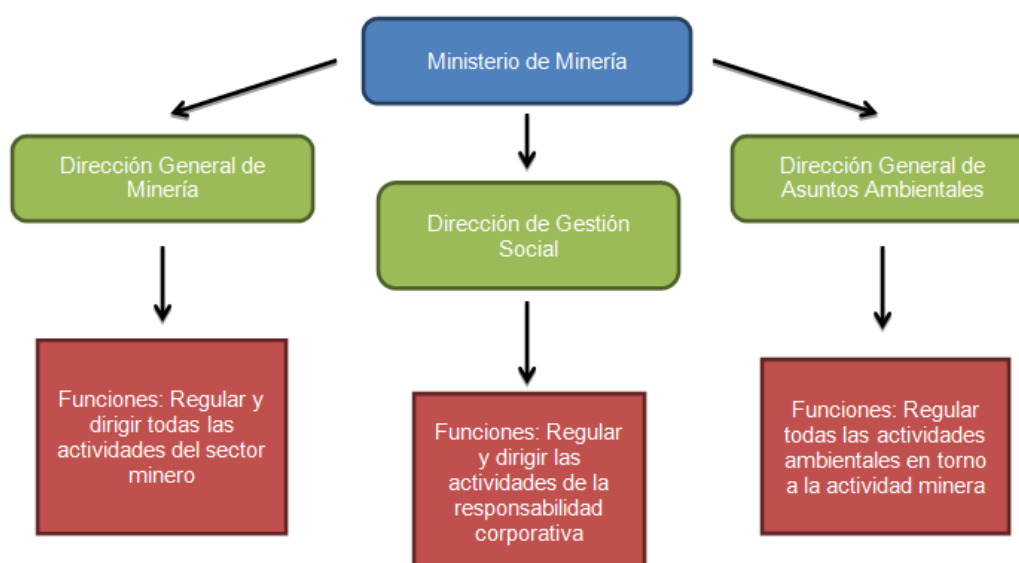 Ministerio de Minería
Dirección General de
Minería
Dirección de Gestión
Social
Dirección General de
Asuntos Ambientales
Funciones: Regular y
dirigir todas las
actividades del sector
minero
Funciones: Regular
y dirigir las
actividades de la
responsabilidad
corporativa
Funciones: Regular
todas las actividades
ambientales en torno
a la actividad minera